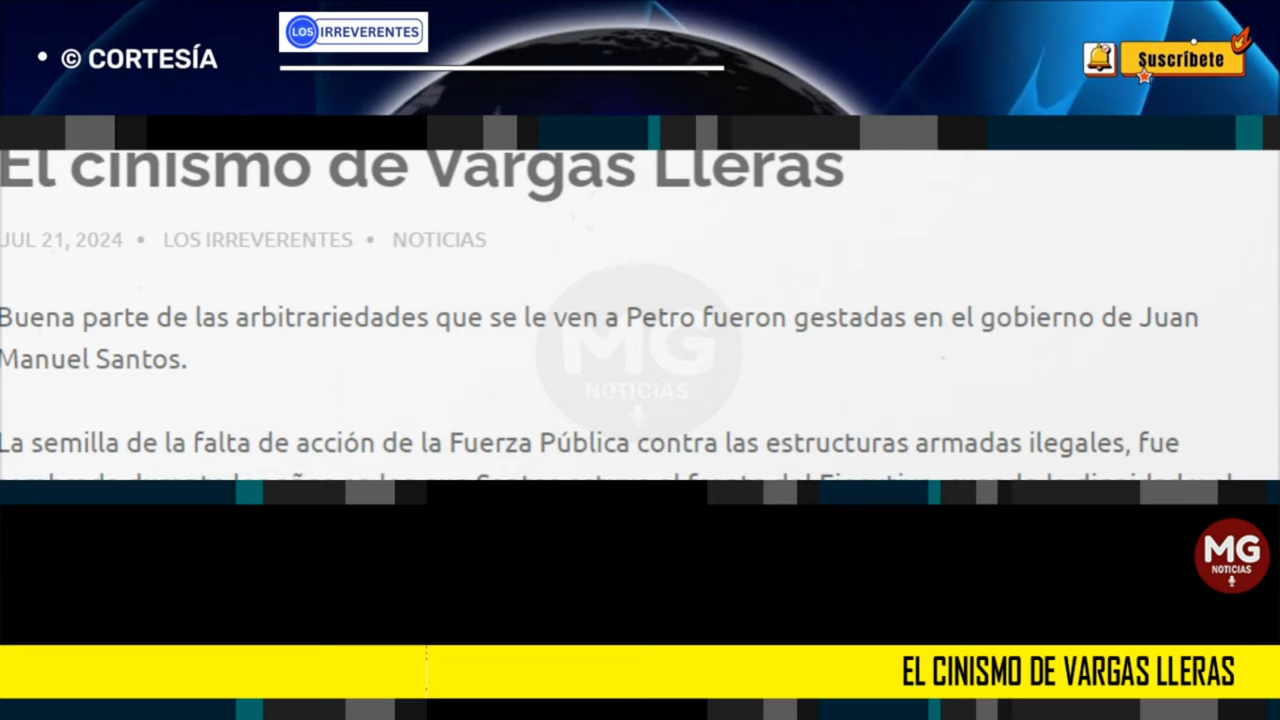 © CORTESÍA
LOS IRREVERENTES
Suscríbete
El cinismo de Vargas Lleras
JUL 21, 2024 • LOS IRREVERENTES • NOTICIAS
Buena parte de las arbitrariedades que se le ven a Petro fueron gestadas en el gobierno de Juan
Manuel Santos.
MG
NOTICIAS
La semilla de la falta de acción de la Fuerza Pública contra las estructuras armadas ilegales, fue
MG
NOTICIAS
EL CINISMO DE VARGAS LLERAS